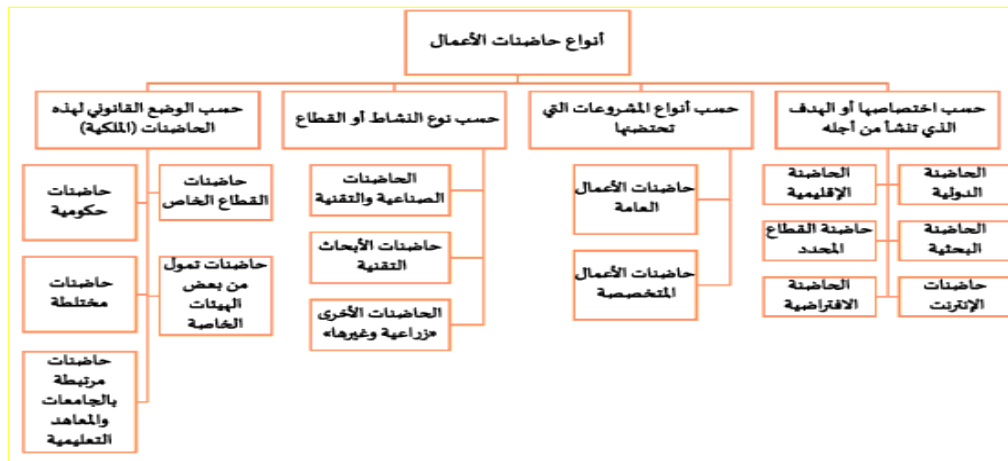 أنواع حاضنات الأعمال
حسب اختصاصها أو الهدف
الذي تنشأ من أجله
الحاضنة
الدولية
الحاضنة
الإقليمية
الحاضنة
البحثية
حاضنة القطاع
المحدد
حاضنات
الإنترنت
الحاضنة
الافتراضية
حسب أنواع المشروعات التي
تحتضنها
حاضنات الأعمال
العامة
حاضنات الأعمال
المتخصصة
حسب نوع النشاط أو القطاع
الحاضنات
الصناعية والتقنية
حاضنات الأبحاث
التقنية
الحاضنات الأخرى
«زراعية وغيرها»
حسب الوضع القانوني لهذه
الحاضنات (الملكية)
حاضنات
القطاع الخاص
حاضنات
حكومية
حاضنات تمول
من بعض
الهيئات
الخاصة
حاضنات
مختلطة
حاضنات
مرتبطة
بالجامعات
والمعاهد
التعليمية